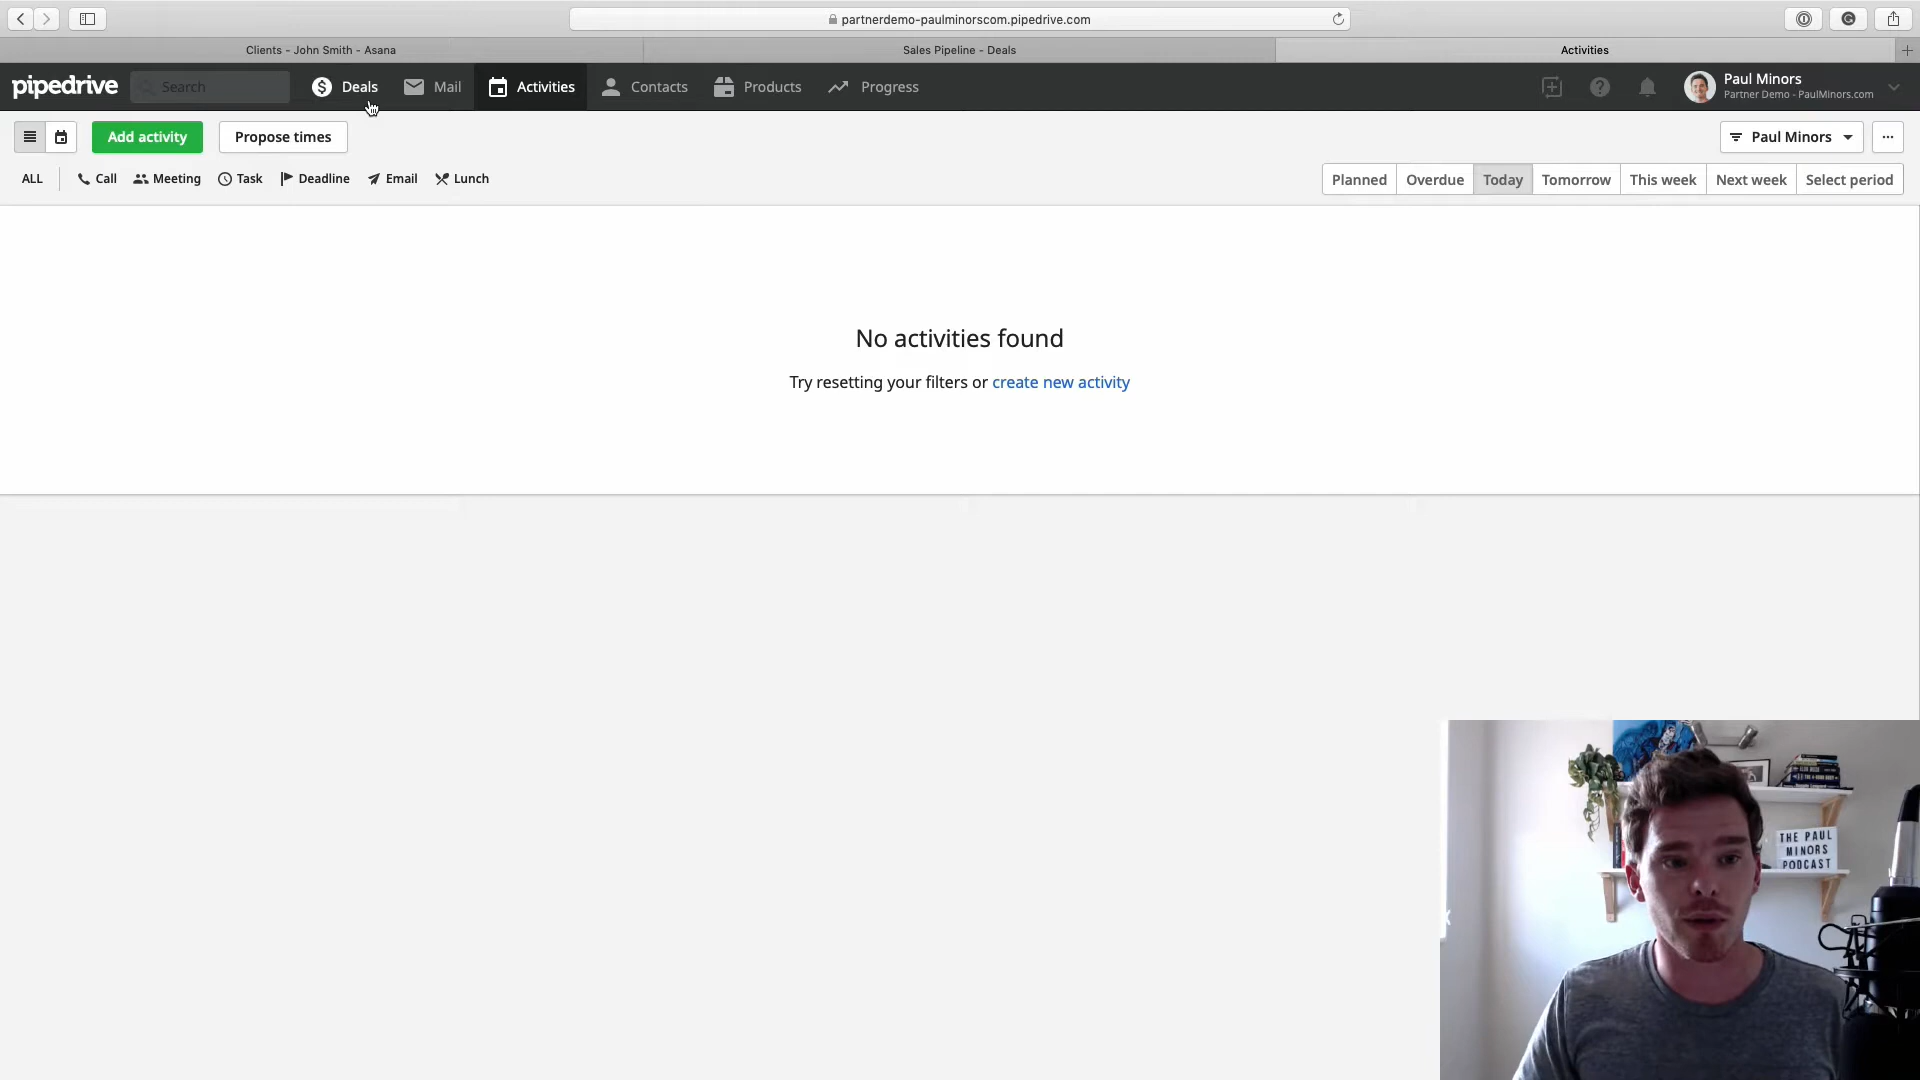 partnerdemo-paulminorscom.pipedrive.com
Clients - John Smith - Asana
Sales Pipeline - Deals
Activities
pipedrive
Search
Deals
Mail
Activities
Contacts
Products
Progress
Paul Minors
Partner Demo - PaulMinors.com
Add activity
Propose times
Paul Minors
ALL
Call
Meeting
Task
Deadline
Email
Lunch
Planned
Overdue
Today
Tomorrow
This week
Next week
Select period
No activities found
Try resetting your filters or create new activity
THE PAUL
MINORS
PODCAST